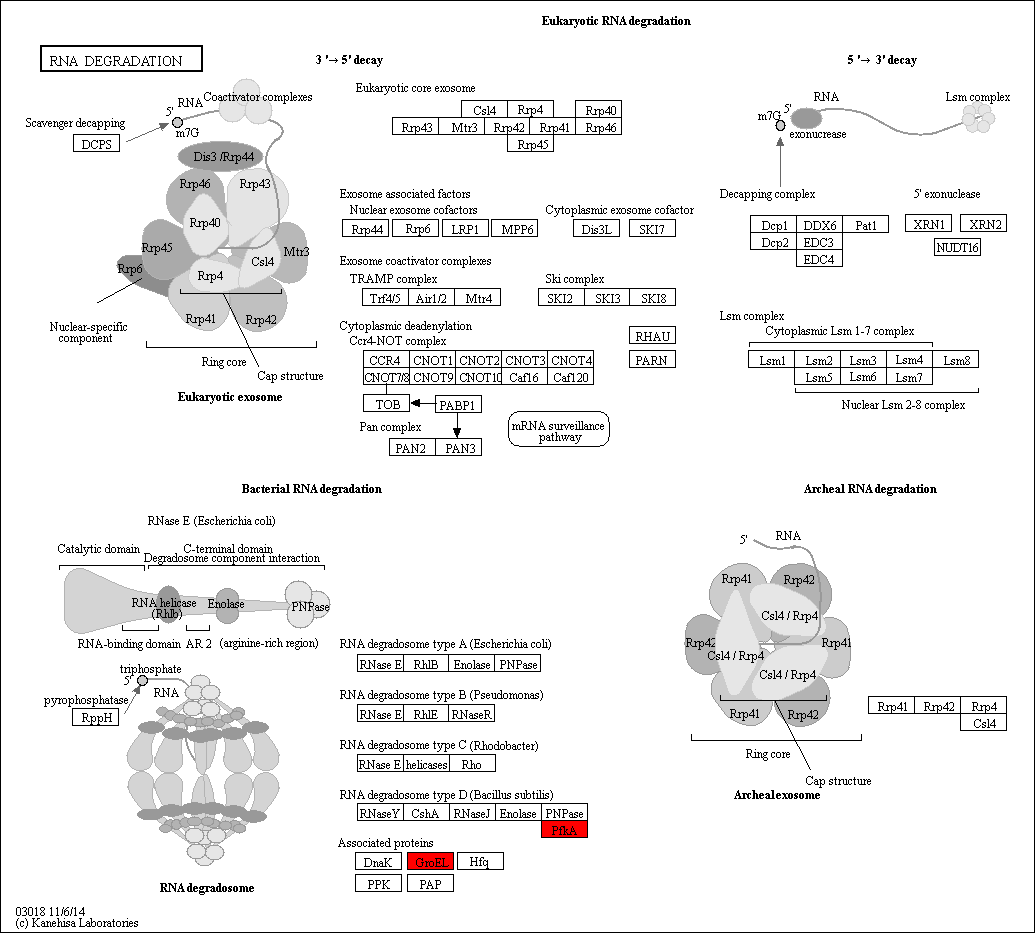 Eukaryotic RNA degradation
RNA DEGRADATION
3 '→ 5' decay
5 '→ 3' decay
RNA
Coactivator complexes
5'
m7G
Scavenger decapping
DCPS
Dis3 /Rrp44
Rrp46
Rrp43
Rrp40
Rrp45
Csl4
Mtr3
Rrp6
Rrp4
Rrp41
Rrp42
Nuclear-specific
component
Ring core
Cap structure
Eukaryotic exosome
Eukaryotic core exosome
Csl4 Rrp4 Rrp40
Rrp43 Mtr3 Rrp42 Rrp41 Rrp46
Rrp45
Exosome associated factors
Nuclear exosome cofactors
Cytoplasmic exosome cofactor
Rrp44 Rrp6 LRP1 MPP6
Dis3L SKI7
Exosome coactivator complexes
TRAMP complex
Ski complex
Trf4/5 Air1/2 Mtr4
SKI2 SKI3 SKI8
Cytoplasmic deadenylation
Ccr4-NOT complex
RHAU
PARN
CCR4 CNOT1 CNOT2 CNOT3 CNOT4
CNOT7/8 CNOT9 CNOT10 Caf16 Caf120
TOB
PABP1
Pan complex
PAN2 PAN3
mRNA surveillance
pathway
RNA
Lsm complex
5'
m7G
exonucrease
Decapping complex
5' exonuclease
Dcp1 DDX6 Pat1
Dcp2 EDC3
EDC4
XRN1 XRN2
NUDT16
Lsm complex
Cytoplasmic Lsm 1-7 complex
Lsm1 Lsm2 Lsm3 Lsm4 Lsm8
Lsm5 Lsm6 Lsm7
Nuclear Lsm 2-8 complex
Bacterial RNA degradation
RNase E (Escherichia coli)
Catalytic domain
C-terminal domain
Degradosome component interaction
RNA helicase
(Rhlb)
Enolase
PNPase
RNA-binding domain
AR 2
(arginine-rich region)
triphosphate
5'
RNA
pyrophosphatase
RppH
RNA degradosome
RNA degradosome type A (Escherichia coli)
RNase E RhlB Enolase PNPase
RNA degradosome type B (Pseudomonas)
RNase E RhlE RNaseR
RNA degradosome type C (Rhodobacter)
RNase E helicases Rho
RNA degradosome type D (Bacillus subtilis)
RNaseY CshA RNaseJ Enolase PNPase
PfkA
Associated proteins
DnaK GroEL Hfq
PPK PAP
Archeal RNA degradation
5'
RNA
Rrp41
Rrp42
Csl4 / Rrp4
Rrp42
Rrp41
Csl4 / Rrp4
Csl4 / Rrp4
Rrp41
Rrp42
Ring core
Cap structure
Archeal exosome
Rrp41 Rrp42 Rrp4
Csl4
03018 11/6/14
(c) Kanehisa Laboratories